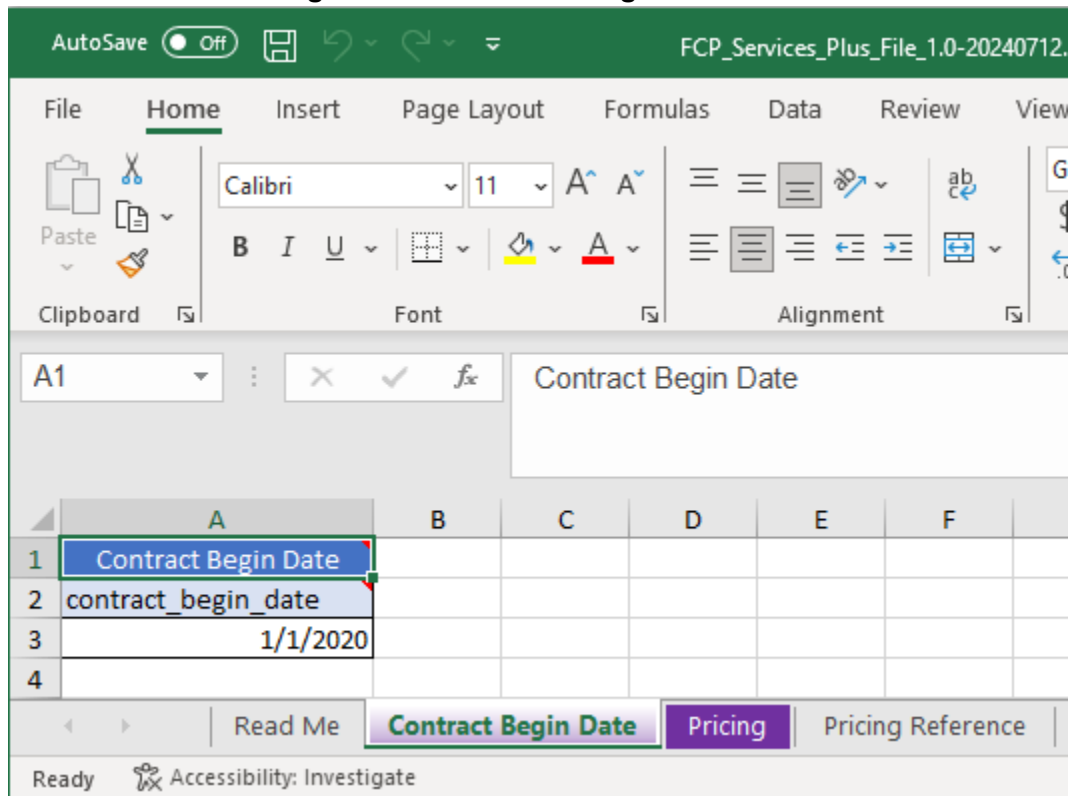 AutoSave Off FCP_Services_Plus_File_1.0-20240712.
File Home Insert Page Layout Formulas Data Review View
Calibri 11 A^ A˅ ab
Paste B I U A
Clipboard Font Alignment
A1 fx Contract Begin Date
A B C D E F
1 Contract Begin Date
2 contract_begin_date
3 1/1/2020
4
Read Me Contract Begin Date Pricing Pricing Reference
Ready Accessibility: Investigate